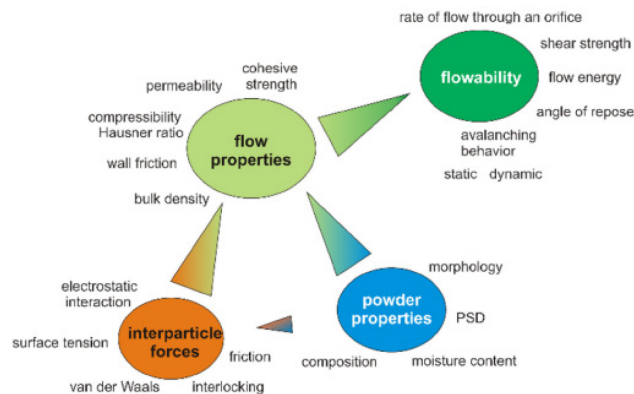 rate of flow through an orifice
shear strength
flowability
flow energy
angle of repose
avalanching
behavior
static dynamic
cohesive
strength
permeability
compressibility
Hausner ratio
flow
properties
wall friction
bulk density
morphology
powder
properties
PSD
composition
moisture content
electrostatic
interaction
surface tension
interparticle
forces
friction
van der Waals
interlocking